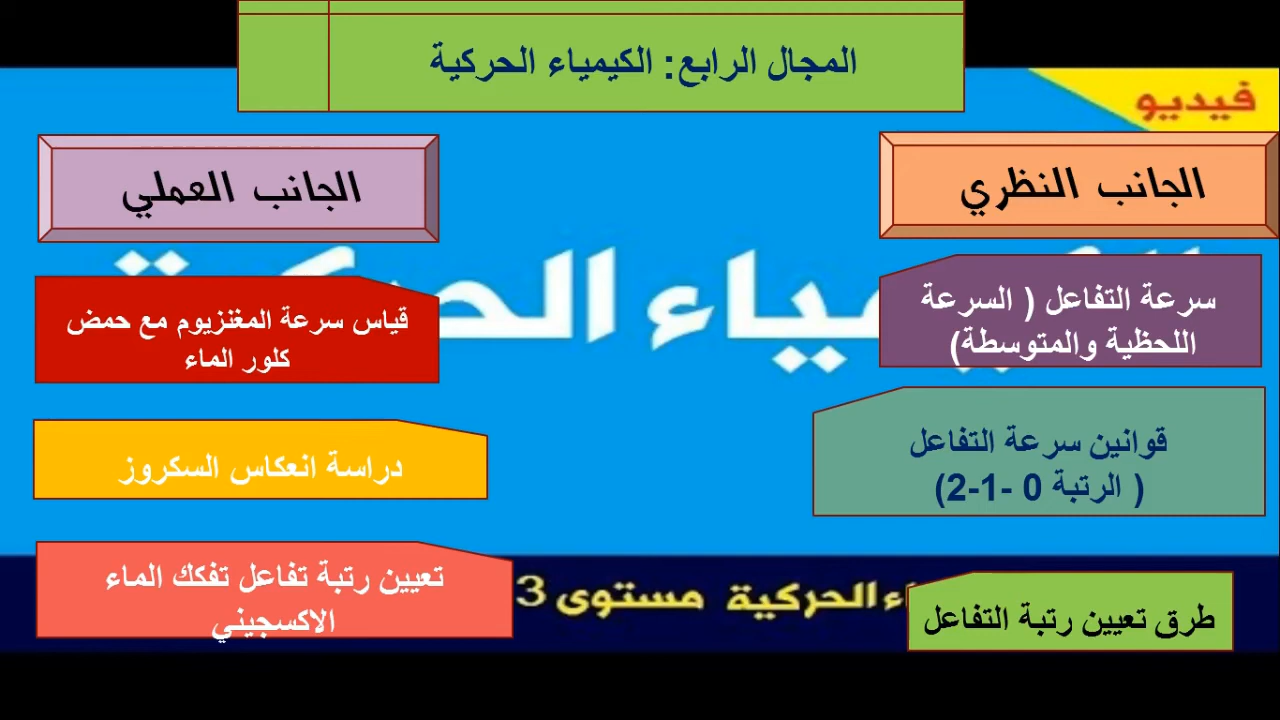 المجال الرابع: الكيمياء الحركية
فيديو
الجانب النظري
سرعة التفاعل ( السرعة
اللحظية والمتوسطة)
قوانين سرعة التفاعل
( الرتبة 0 -1-2)
طرق تعيين رتبة التفاعل
الجانب العملي
قياس سرعة المغنزيوم مع حمض
كلور الماء
دراسة انعكاس السكروز
تعيين رتبة تفاعل تفكك الماء
الاكسجيني
الحركية مستوى 3